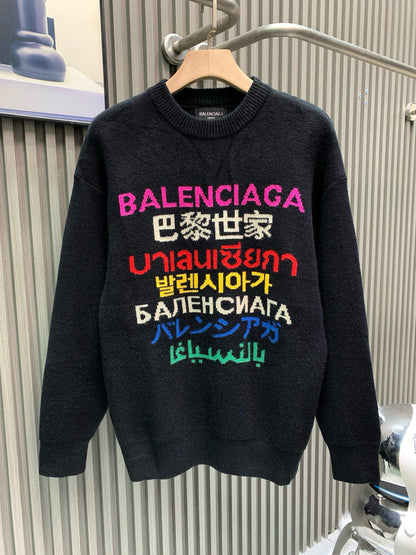 BALENCIAGA
BALENCIAGA
巴黎世家
บาเลนเซียกา
발렌시아가
БАЛЕНСИАГА
バレンシアガ
بالنسياغا